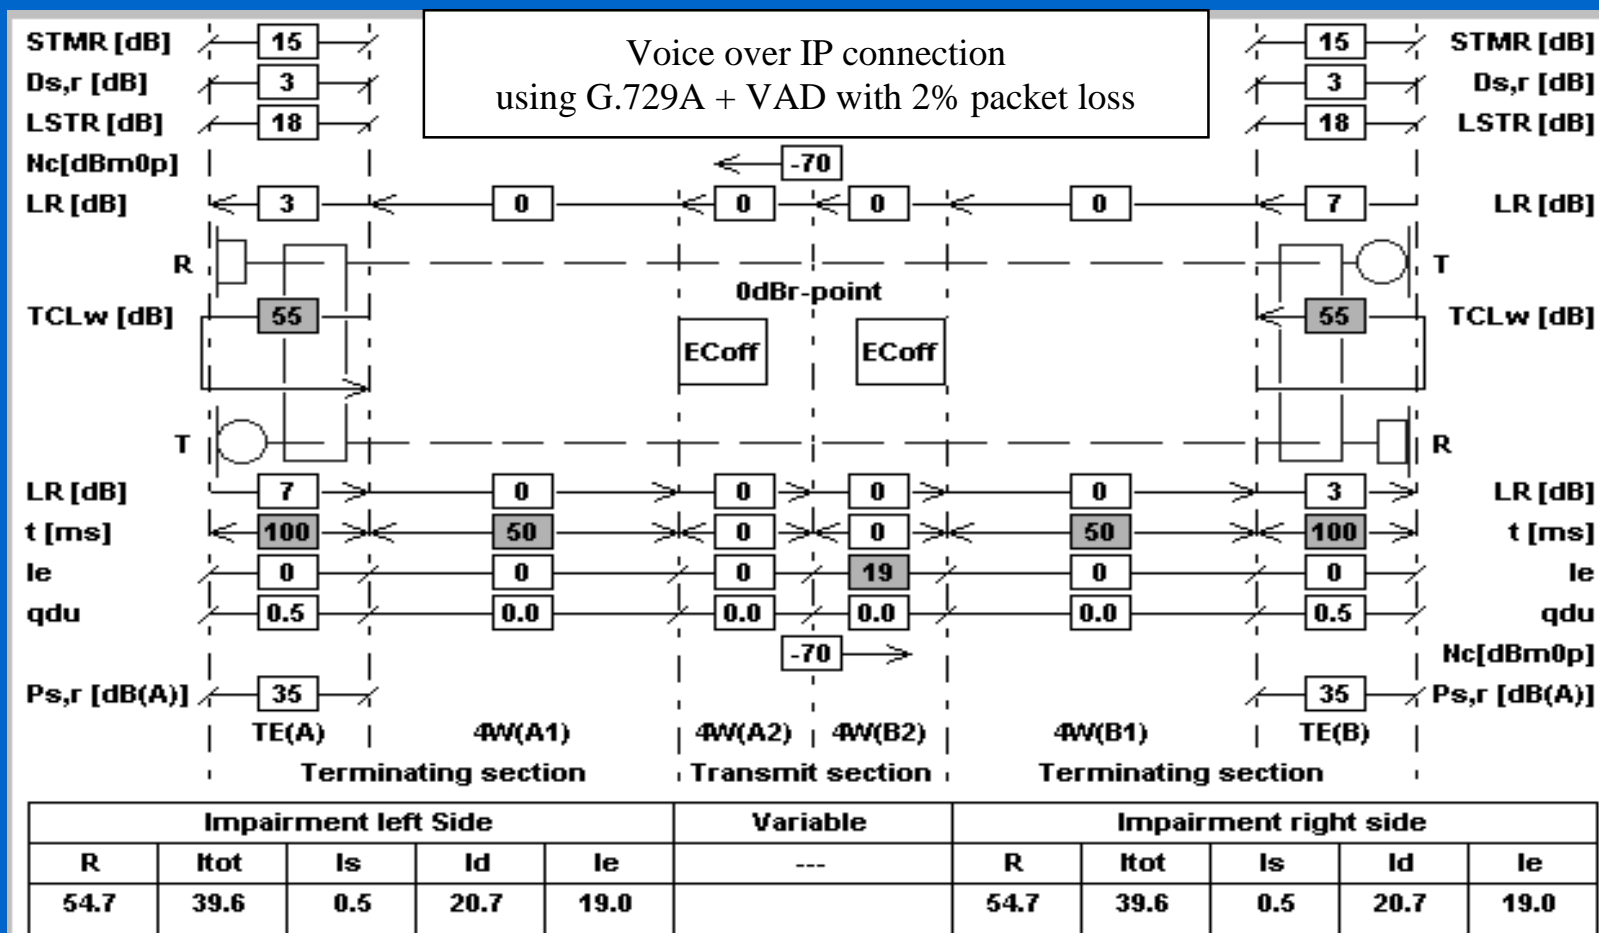 Voice over IP connection
using G.729A + VAD with 2% packet loss
STMR [dB] 15 15 STMR [dB]
Ds,r [dB] 3 3 Ds,r [dB]
LSTR [dB] 18 18 LSTR [dB]
Nc[dBm0p] -70
LR [dB] 3 0 0 0 0 7 LR [dB]
R T
0dBr-point
TCLw [dB] 55 55 TCLw [dB]
ECoff ECoff
T R
LR [dB] 7 0 0 0 0 3 LR [dB]
t [ms] 100 50 0 0 50 100 t [ms]
Ie 0 0 0 19 0 0 Ie
qdu 0.5 0.0 0.0 0.0 0.0 0.5 qdu
-70 Nc[dBm0p]
Ps,r [dB(A)] 35 35 Ps,r [dB(A)]
TE(A) 4W(A1) 4W(A2) 4W(B2) 4W(B1) TE(B)
Terminating section Transmit section Terminating section
Impairment left Side Variable Impairment right side
R Itot Is Id Ie --- R Itot Is Id Ie
54.7 39.6 0.5 20.7 19.0 54.7 39.6 0.5 20.7 19.0